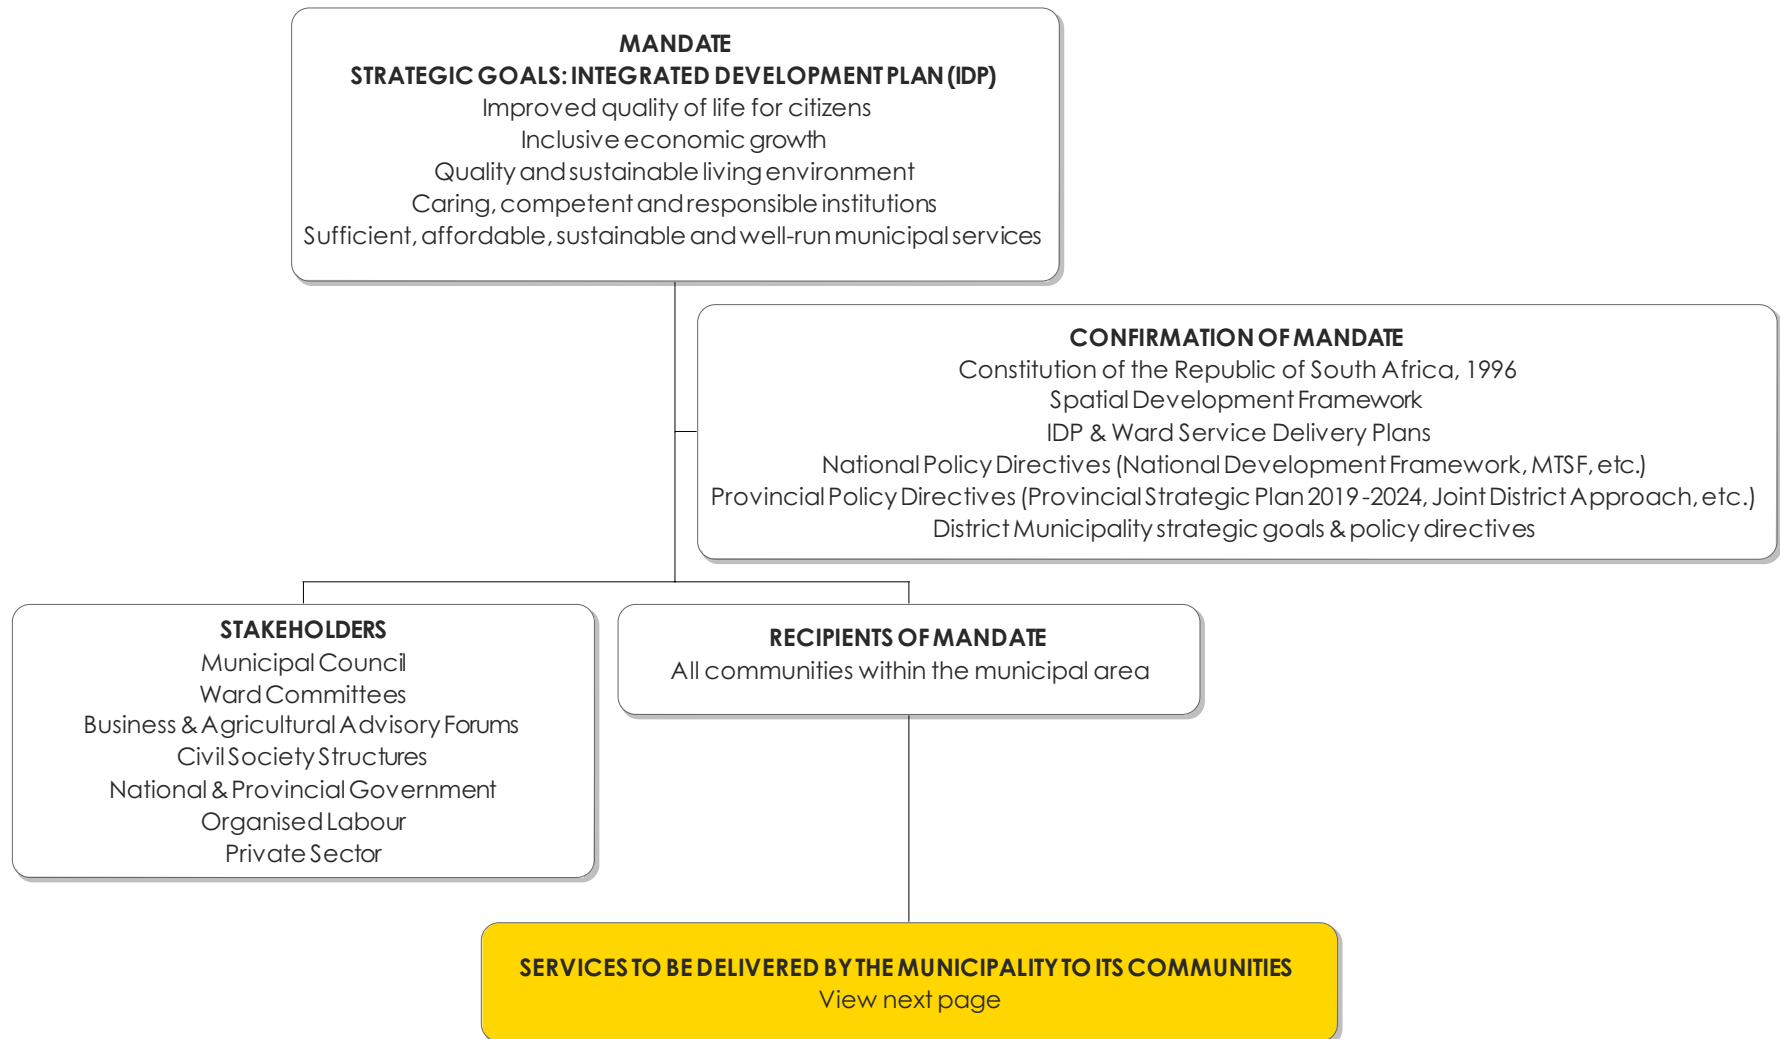 MANDATE
STRATEGIC GOALS: INTEGRATED DEVELOPMENT PLAN (IDP)
Improved quality of life for citizens
Inclusive economic growth
Quality and sustainable living environment
Caring, competent and responsible institutions
Sufficient, affordable, sustainable and well-run municipal services
CONFIRMATION OF MANDATE
Constitution of the Republic of South Africa, 1996
Spatial Development Framework
IDP & Ward Service Delivery Plans
National Policy Directives (National Development Framework, MTSF, etc.)
Provincial Policy Directives (Provincial Strategic Plan 2019 -2024, Joint District Approach, etc.)
District Municipality strategic goals & policy directives
STAKEHOLDERS
Municipal Council
Ward Committees
Business & Agricultural Advisory Forums
Civil Society Structures
National & Provincial Government
Organised Labour
Private Sector
RECIPIENTS OF MANDATE
All communities within the municipal area
SERVICES TO BE DELIVERED BY THE MUNICIPALITY TO ITS COMMUNITIES
View next page